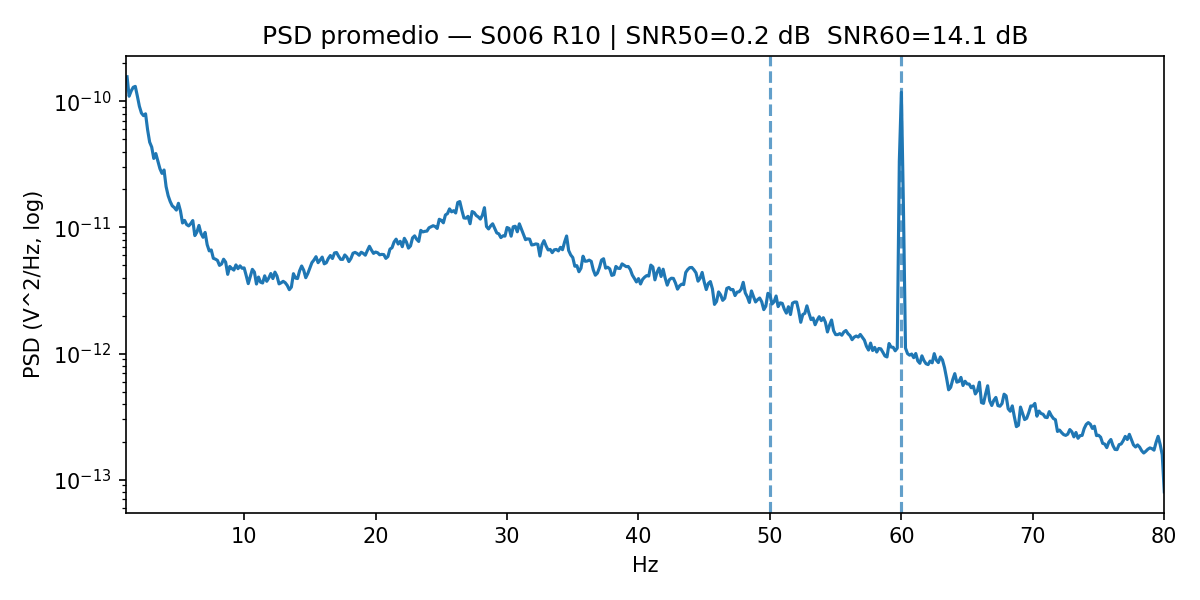 PSD promedio — S006 R10 | SNR50=0.2 dB  SNR60=14.1 dB
PSD (V^2/Hz, log)
10⁻¹⁰
10⁻¹¹
10⁻¹²
10⁻¹³
10 20 30 40 50 60 70 80
Hz